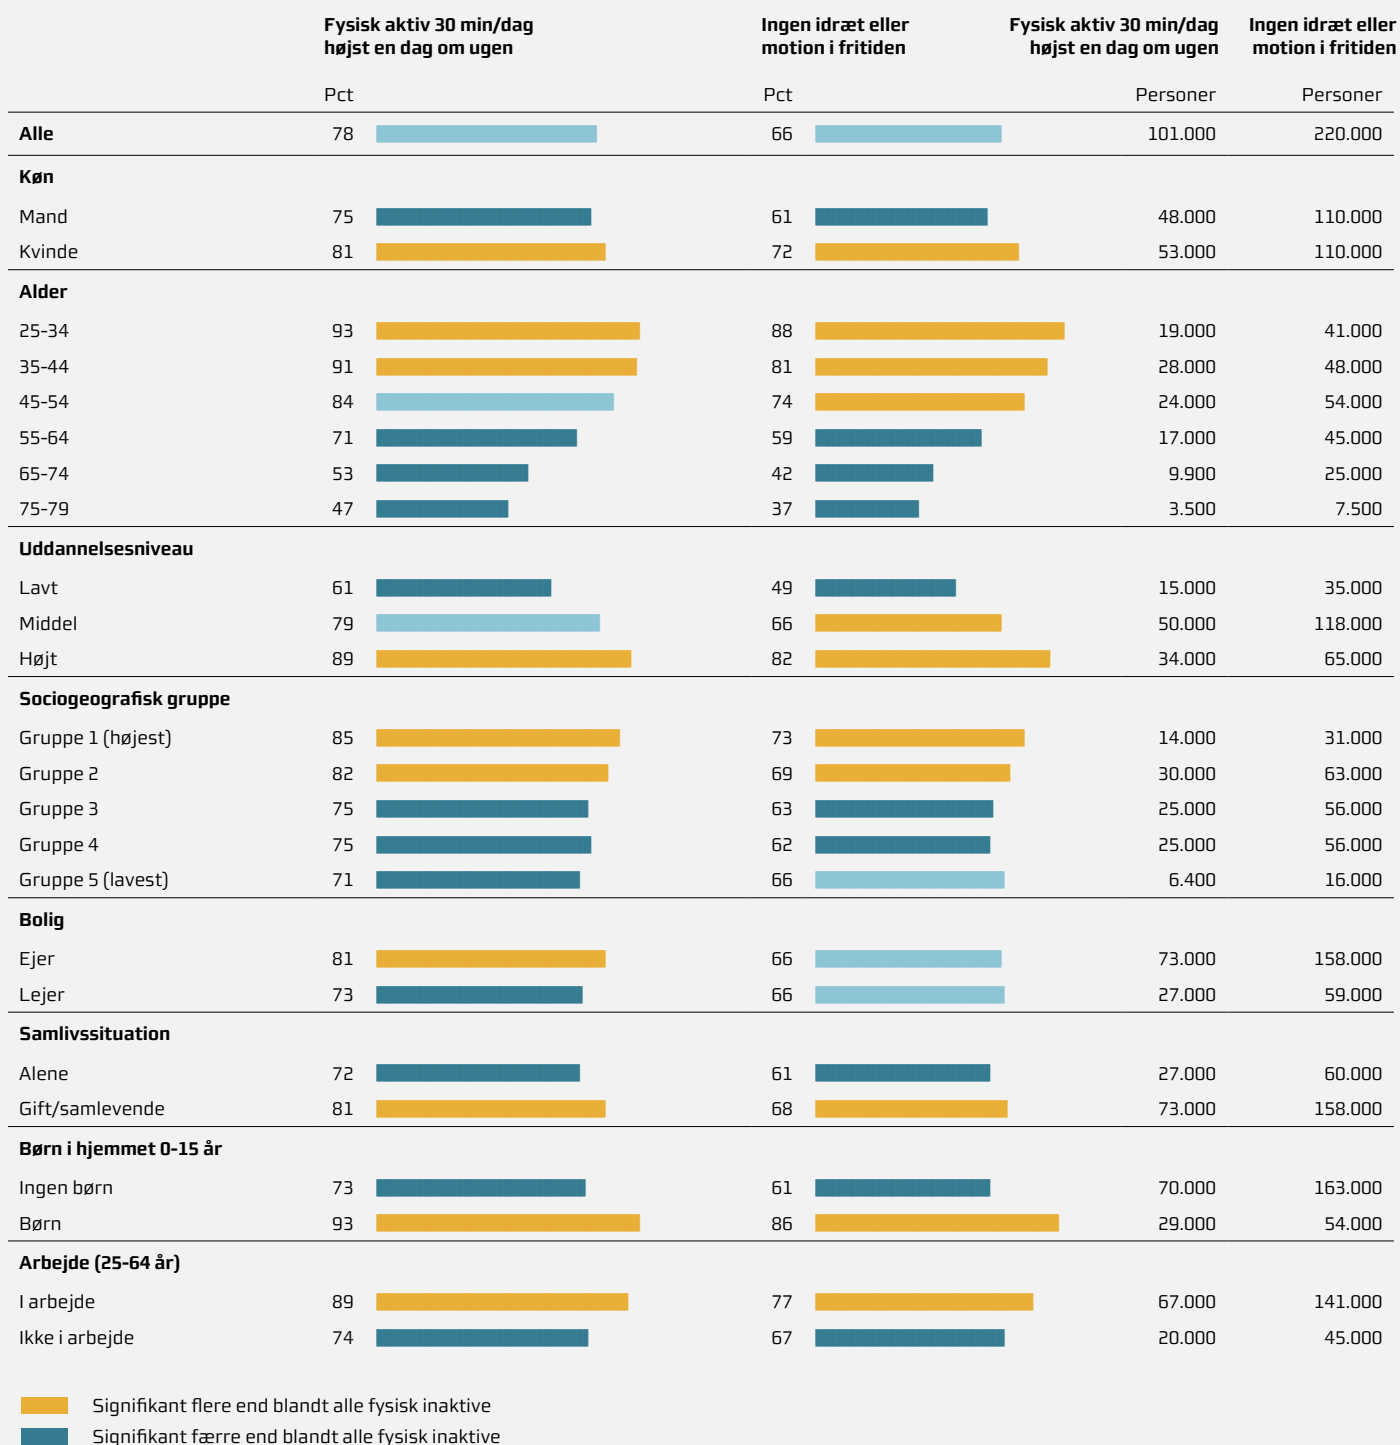 Fysisk aktiv 30 min/dag Ingen idræt eller Fysisk aktiv 30 min/dag Ingen idræt eller
højst en dag om ugen motion i fritiden højst en dag om ugen motion i fritiden
Pct Pct Personer Personer
Alle 78 66 101.000 220.000
Køn
Mand 75 61 48.000 110.000
Kvinde 81 72 53.000 110.000
Alder
25-34 93 88 19.000 41.000
35-44 91 81 28.000 48.000
45-54 84 74 24.000 54.000
55-64 71 59 17.000 45.000
65-74 53 42 9.900 25.000
75-79 47 37 3.500 7.500
Uddannelsesniveau
Lavt 61 49 15.000 35.000
Middel 79 66 50.000 118.000
Højt 89 82 34.000 65.000
Sociogeografisk gruppe
Gruppe 1 (højest) 85 73 14.000 31.000
Gruppe 2 82 69 30.000 63.000
Gruppe 3 75 63 25.000 56.000
Gruppe 4 75 62 25.000 56.000
Gruppe 5 (lavest) 71 66 6.400 16.000
Bolig
Ejer 81 66 73.000 158.000
Lejer 73 66 27.000 59.000
Samlivssituation
Alene 72 61 27.000 60.000
Gift/samlevende 81 68 73.000 158.000
Børn i hjemmet 0-15 år
Ingen børn 73 61 70.000 163.000
Børn 93 86 29.000 54.000
Arbejde (25-64 år)
I arbejde 89 77 67.000 141.000
Ikke i arbejde 74 67 20.000 45.000
Signifikant flere end blandt alle fysisk inaktive
Signifikant færre end blandt alle fysisk inaktive